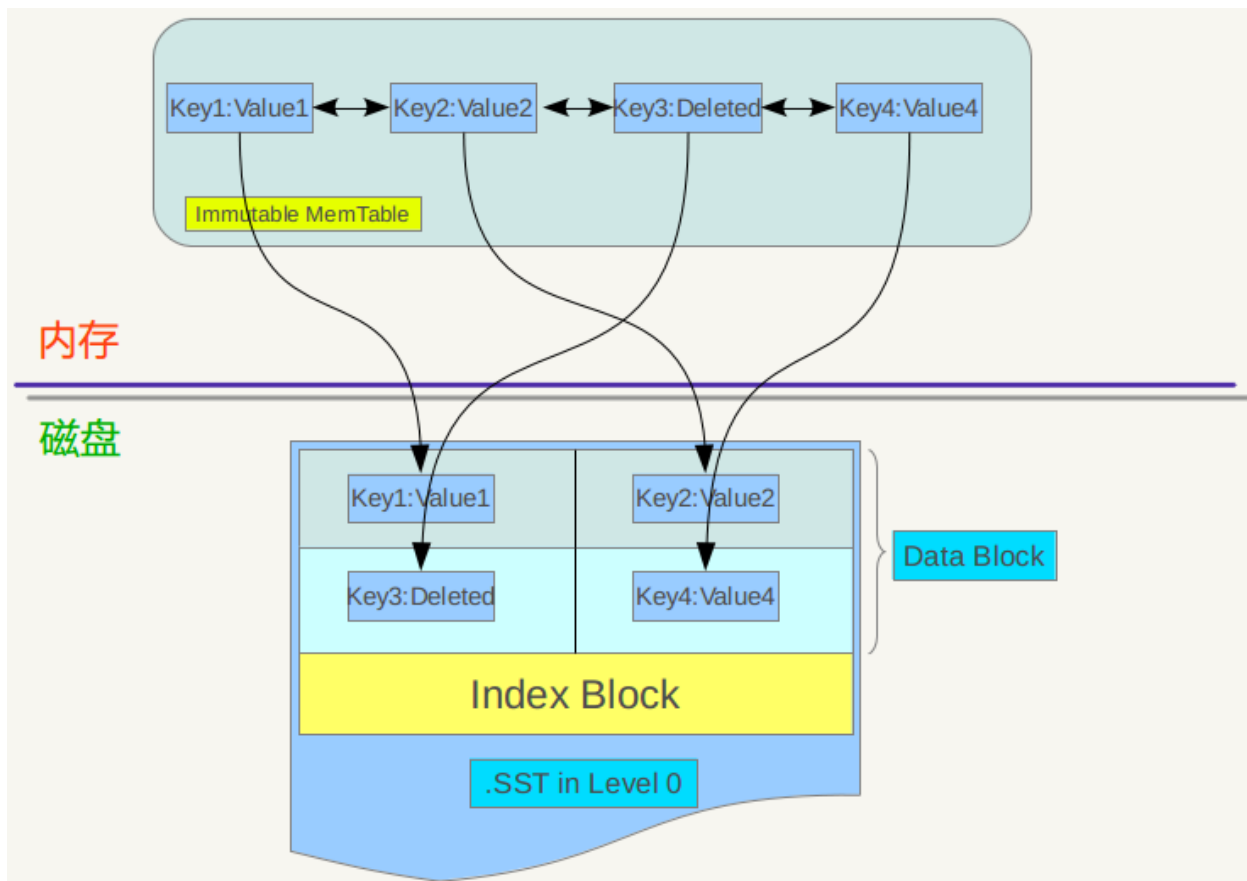 Key1:Value1
Key2:Value2
Key3:Deleted
Key4:Value4
Immutable MemTable
内存
磁盘
Key1:Value1
Key2:Value2
Data Block
Key3:Deleted
Key4:Value4
Index Block
.SST in Level 0